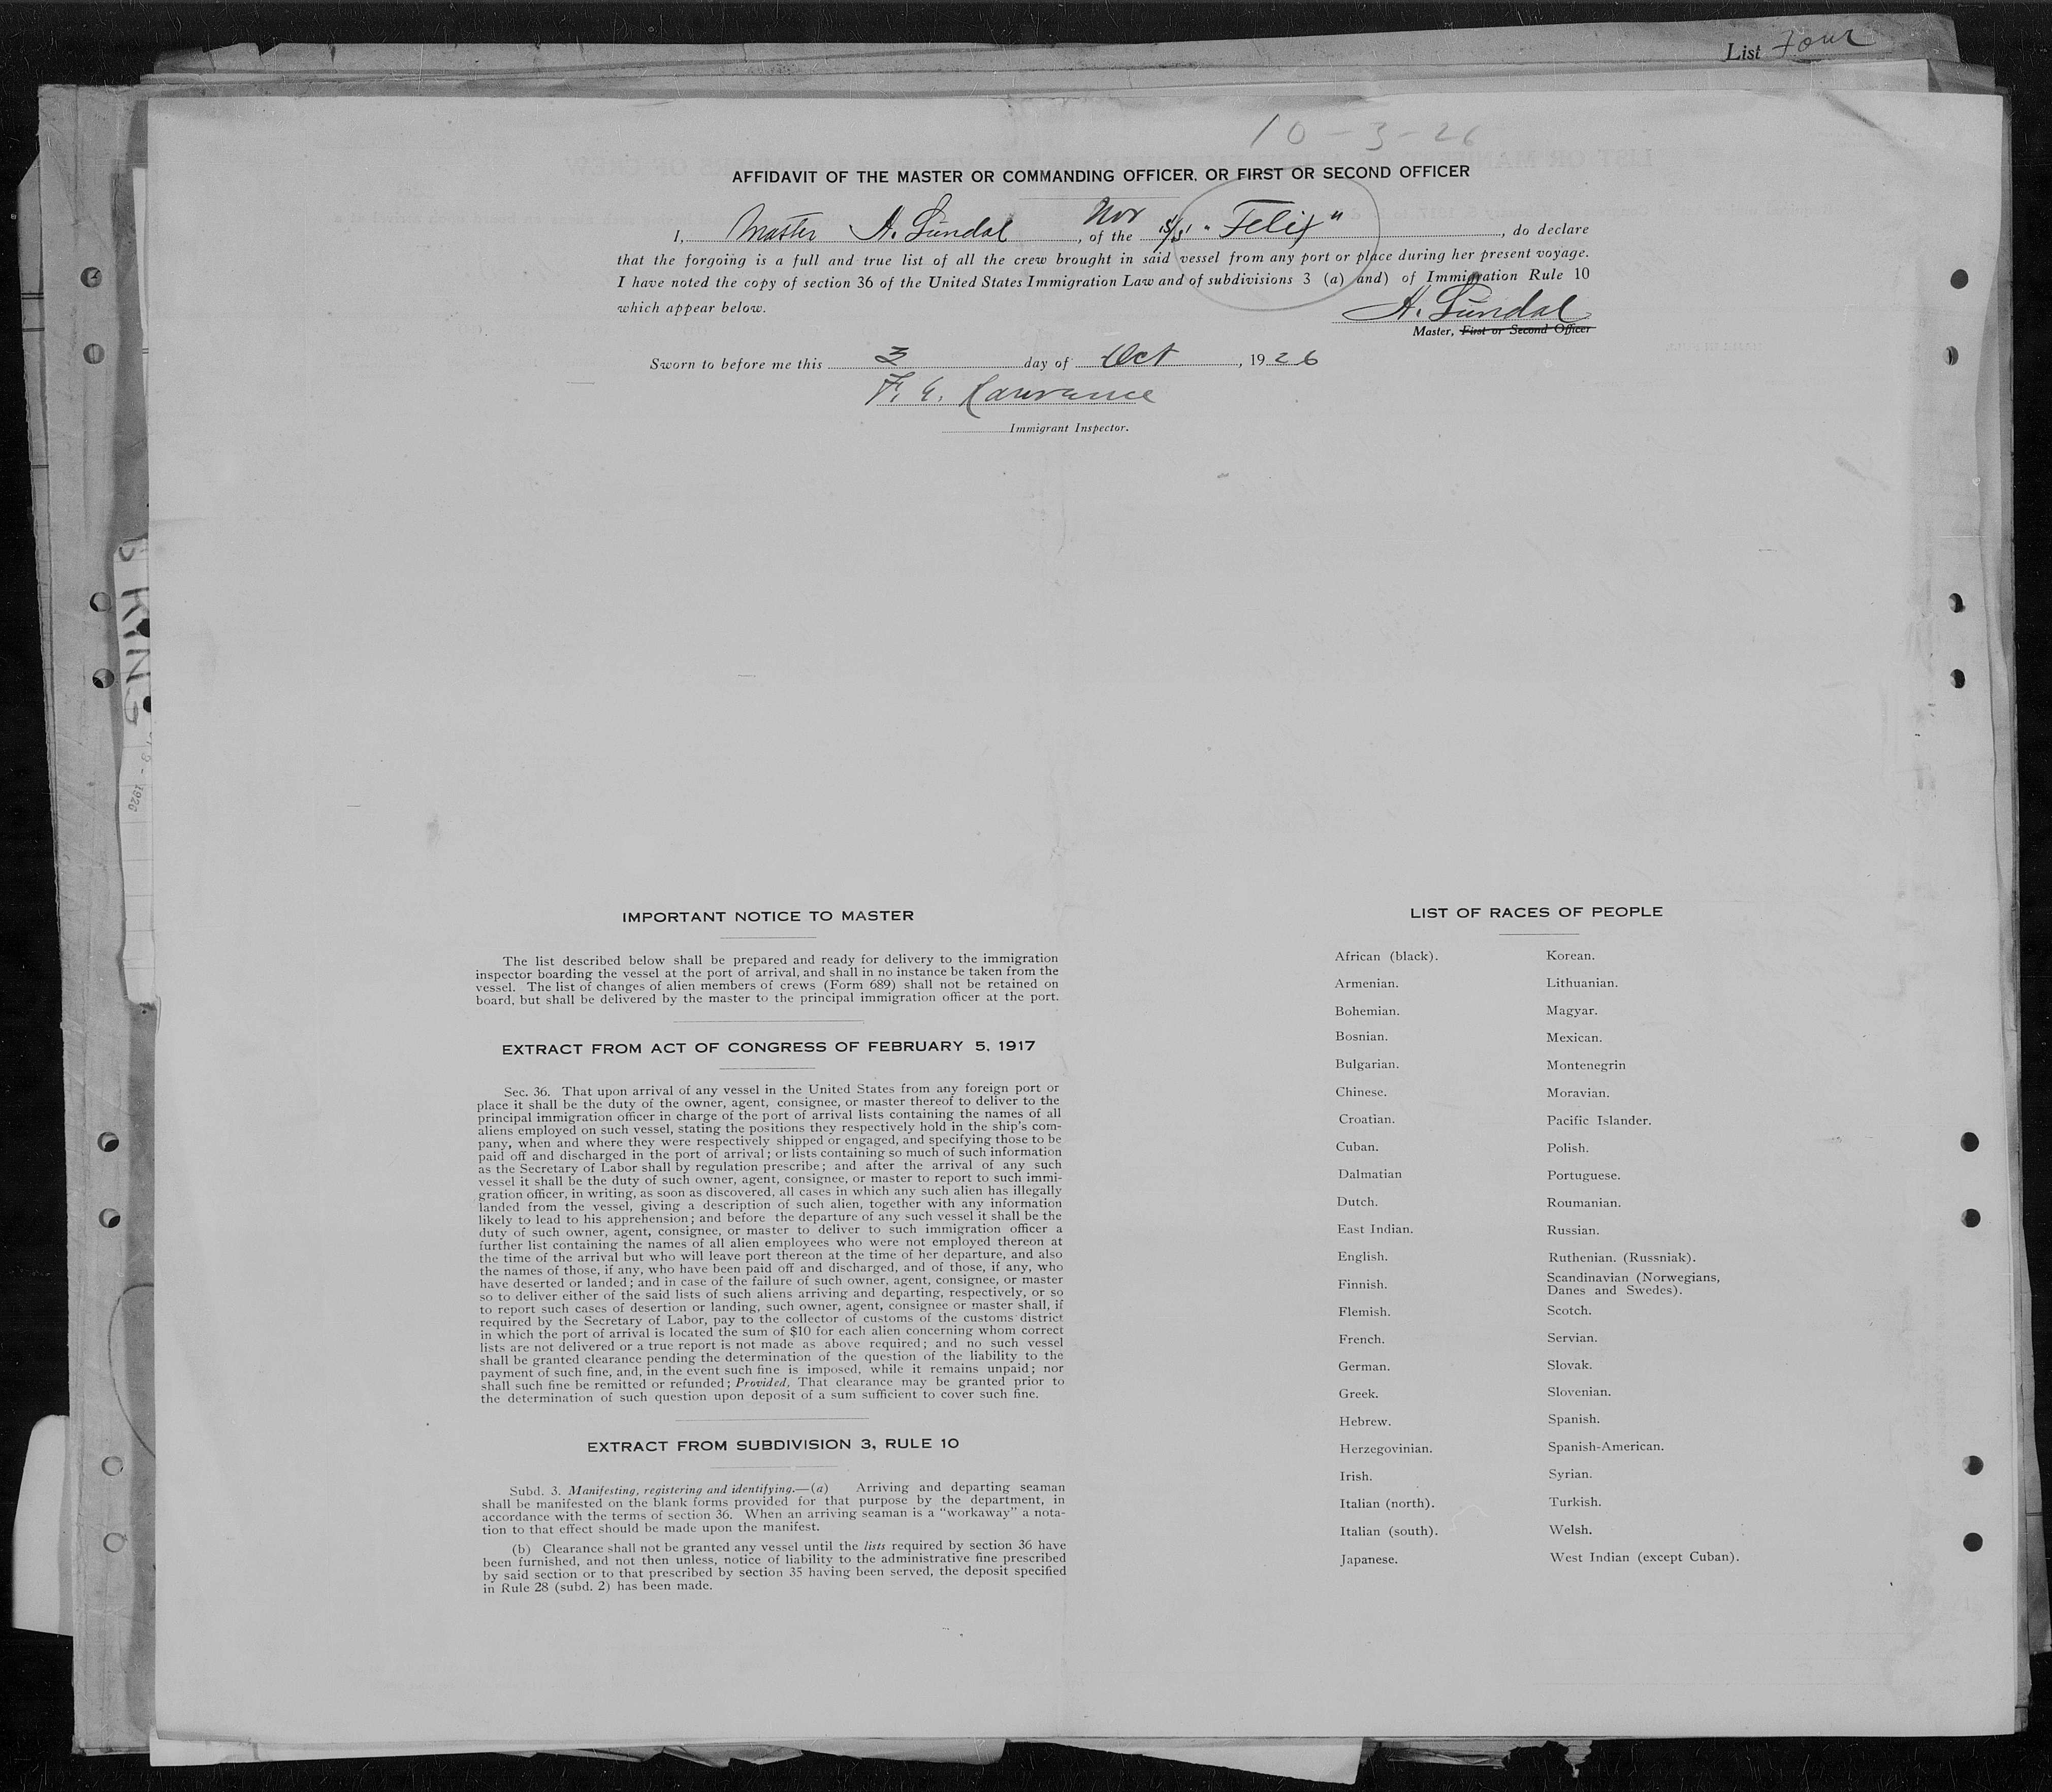 List Four
10-3-26
AFFIDAVIT OF THE MASTER OR COMMANDING OFFICER, OR FIRST OR SECOND OFFICER
I, Master A. Sundal, of the Nor S/S "Felix", do declare
that the forgoing is a full and true list of all the crew brought in said vessel from any port or place during her present voyage.
I have noted the copy of section 36 of the United States Immigration Law and of subdivisions 3 (a) and) of Immigration Rule 10
which appear below.
A. Sundal
Master, First or Second Officer
Sworn to before me this 3 day of Oct, 1926
F. E. Lawrance
Immigrant Inspector.
IMPORTANT NOTICE TO MASTER
The list described below shall be prepared and ready for delivery to the immigration
inspector boarding the vessel at the port of arrival, and shall in no instance be taken from the
vessel. The list of changes of alien members of crews (Form 689) shall not be retained on
board, but shall be delivered by the master to the principal immigration officer at the port.
EXTRACT FROM ACT OF CONGRESS OF FEBRUARY 5, 1917
Sec. 36. That upon arrival of any vessel in the United States from any foreign port or
place it shall be the duty of the owner, agent, consignee, or master thereof to deliver to the
principal immigration officer in charge of the port of arrival lists containing the names of all
aliens employed on such vessel, stating the positions they respectively hold in the ship's com-
pany, when and where they were respectively shipped or engaged, and specifying those to be
paid off and discharged in the port of arrival; or lists containing so much of such information
as the Secretary of Labor shall by regulation prescribe; and after the arrival of any such
vessel it shall be the duty of such owner, agent, consignee, or master to report to such immi-
gration officer, in writing, as soon as discovered, all cases in which any such alien has illegally
landed from the vessel, giving a description of such alien, together with any information
likely to lead to his apprehension; and before the departure of any such vessel it shall be the
duty of such owner, agent, consignee, or master to deliver to such immigration officer a
further list containing the names of all alien employees who were not employed thereon at
the time of the arrival but who will leave port thereon at the time of her departure, and also
the names of those, if any, who have been paid off and discharged, and of those, if any, who
have deserted or landed; and in case of the failure of such owner, agent, consignee, or master
so to deliver either of the said lists of such aliens arriving and departing, respectively, or so
to report such cases of desertion or landing, such owner, agent, consignee or master shall, if
required by the Secretary of Labor, pay to the collector of customs of the customs district
in which the port of arrival is located the sum of $10 for each alien concerning whom correct
lists are not delivered or a true report is not made as above required; and no such vessel
shall be granted clearance pending the determination of the question of the liability to the
payment of such fine, and, in the event such fine is imposed, while it remains unpaid; nor
shall such fine be remitted or refunded; Provided, That clearance may be granted prior to
the determination of such question upon deposit of a sum sufficient to cover such fine.
EXTRACT FROM SUBDIVISION 3, RULE 10
Subd. 3. Manifesting, registering and identifying.—(a) Arriving and departing seaman
shall be manifested on the blank forms provided for that purpose by the department, in
accordance with the terms of section 36. When an arriving seaman is a "workaway" a nota-
tion to that effect should be made upon the manifest.
(b) Clearance shall not be granted any vessel until the lists required by section 36 have
been furnished, and not then unless, notice of liability to the administrative fine prescribed
by said section or to that prescribed by section 35 having been served, the deposit specified
in Rule 28 (subd. 2) has been made.
LIST OF RACES OF PEOPLE
African (black).
Armenian.
Bohemian.
Bosnian.
Bulgarian.
Chinese.
Croatian.
Cuban.
Dalmatian
Dutch.
East Indian.
English.
Finnish.
Flemish.
French.
German.
Greek.
Hebrew.
Herzegovinian.
Irish.
Italian (north).
Italian (south).
Japanese.
Korean.
Lithuanian.
Magyar.
Mexican.
Montenegrin
Moravian.
Pacific Islander.
Polish.
Portuguese.
Roumanian.
Russian.
Ruthenian. (Russniak).
Scandinavian (Norwegians,
Danes and Swedes).
Scotch.
Servian.
Slovak.
Slovenian.
Spanish.
Spanish-American.
Syrian.
Turkish.
Welsh.
West Indian (except Cuban).